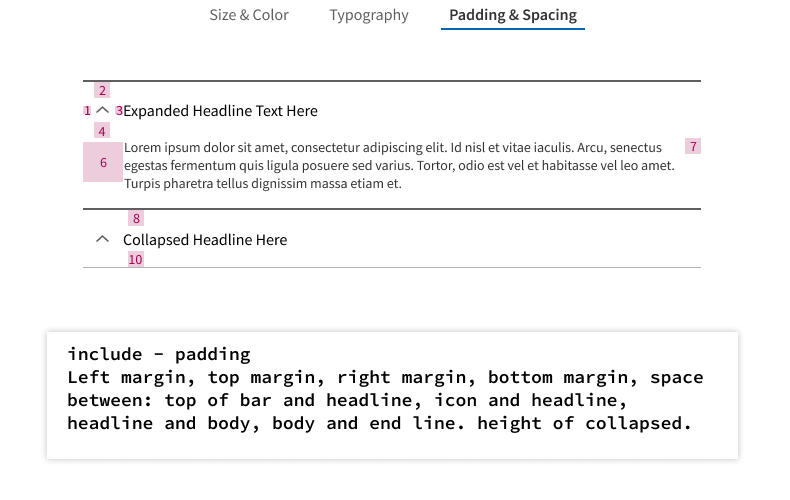 Size & Color Typography Padding & Spacing
2
1 3 Expanded Headline Text Here
4
Lorem ipsum dolor sit amet, consectetur adipiscing elit. Id nisl et vitae iaculis. Arcu, senectus 7
6 egestas fermentum quis ligula posuere sed varius. Tortor, odio est vel et habitasse vel leo amet.
Turpis pharetra tellus dignissim massa etiam et.
8
Collapsed Headline Here
10
include - padding
Left margin, top margin, right margin, bottom margin, space
between: top of bar and headline, icon and headline,
headline and body, body and end line. height of collapsed.